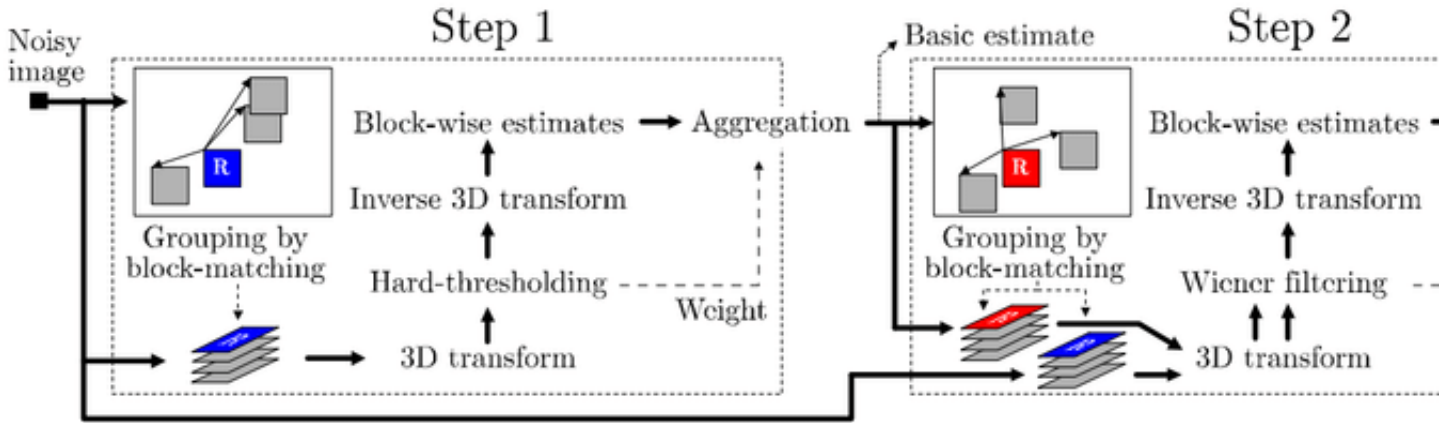 Step 1
Step 2
Noisy
image
Basic estimate
R
Block-wise estimates
Aggregation
Inverse 3D transform
Grouping by
block-matching
Hard-thresholding
Weight
3D transform
R
Block-wise estimates
Inverse 3D transform
Grouping by
block-matching
Wiener filtering
3D transform